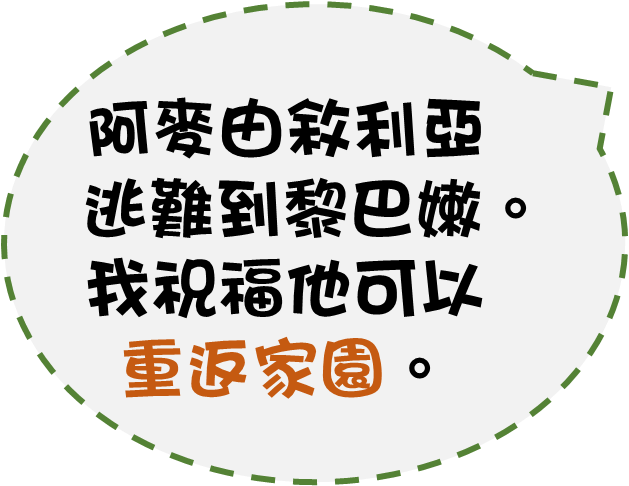 阿麥由敘利亞
逃難到黎巴嫩。
我祝福他可以
重返家園。